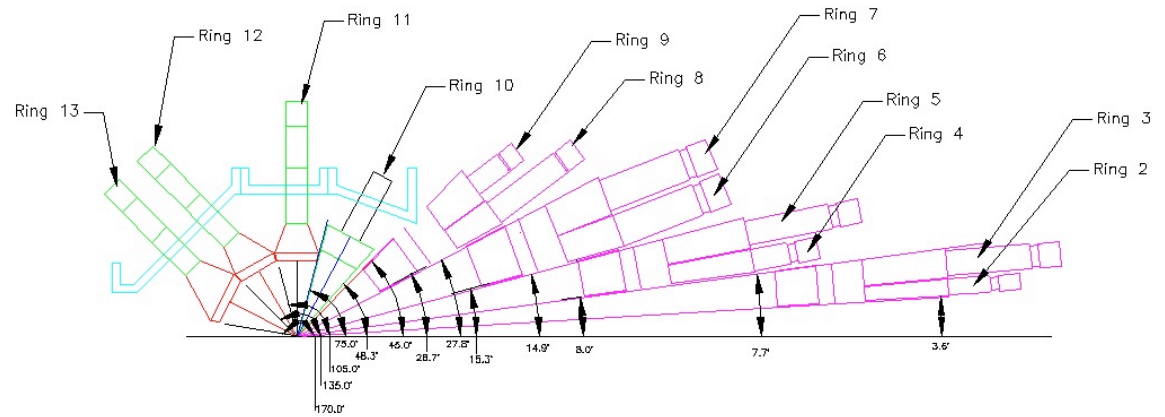 Ring 7
Ring 11
Ring 12
Ring 9
Ring 6
Ring 8
Ring 10
Ring 13
Ring 5
Ring 3
Ring 4
Ring 2
75.0'
48.3'
45.0'
28.7'
27.8'
15.3'
14.9'
8.0'
7.7'
3.6'
105.0'
135.0'
170.0'